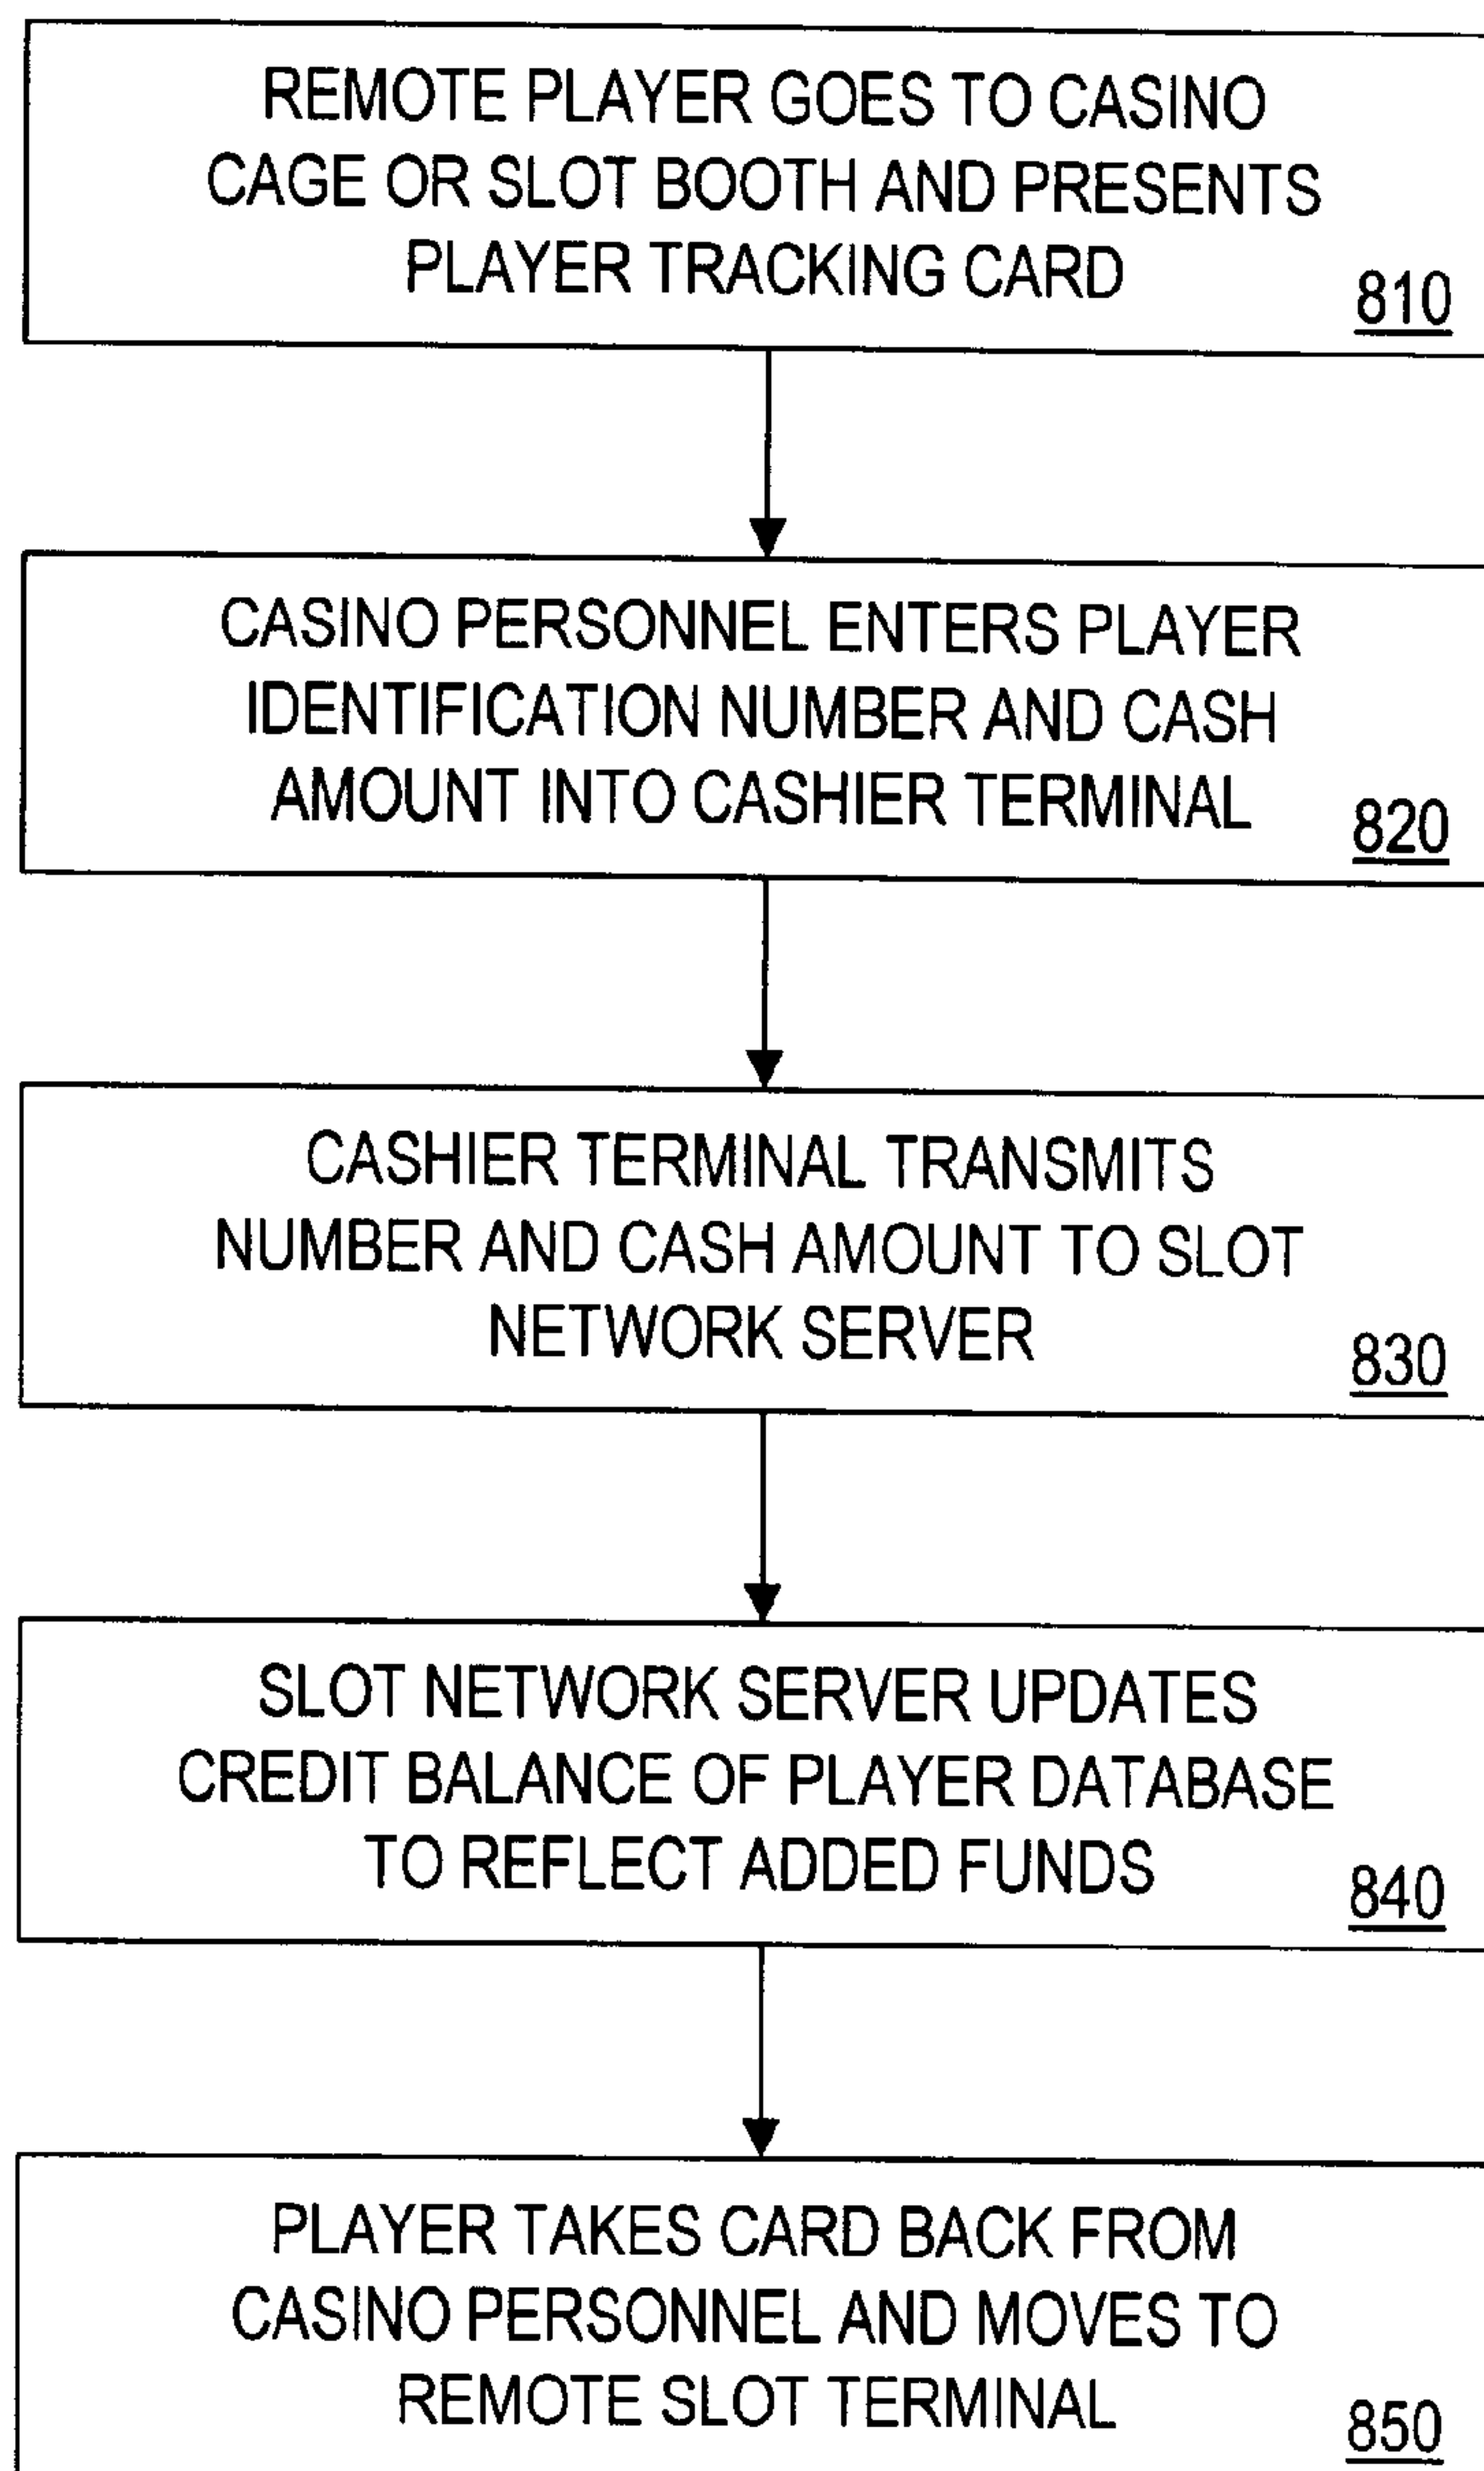 REMOTE PLAYER GOES TO CASINO
CAGE OR SLOT BOOTH AND PRESENTS
PLAYER TRACKING CARD
810
CASINO PERSONNEL ENTERS PLAYER
IDENTIFICATION NUMBER AND CASH
AMOUNT INTO CASHIER TERMINAL
820
CASHIER TERMINAL TRANSMITS
NUMBER AND CASH AMOUNT TO SLOT
NETWORK SERVER
830
SLOT NETWORK SERVER UPDATES
CREDIT BALANCE OF PLAYER DATABASE
TO REFLECT ADDED FUNDS
840
PLAYER TAKES CARD BACK FROM
CASINO PERSONNEL AND MOVES TO
REMOTE SLOT TERMINAL
850